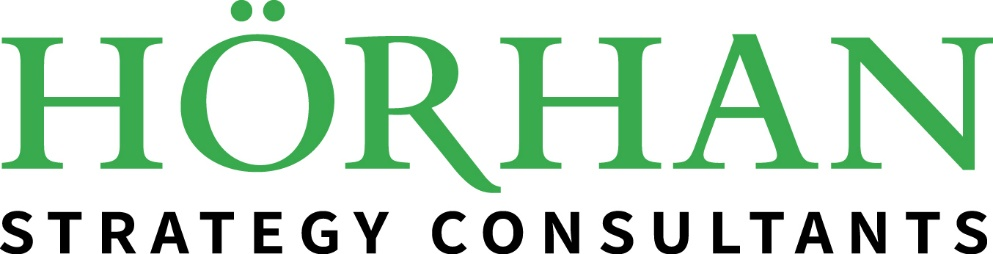 HÖRHAN
STRATEGY CONSULTANTS